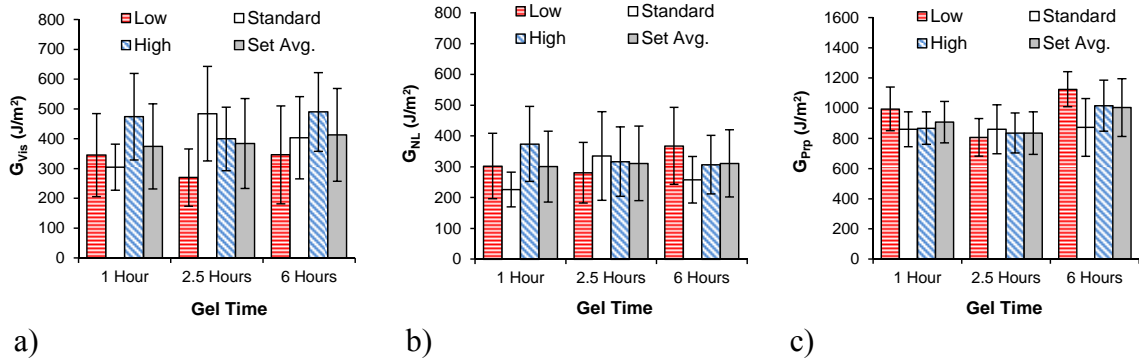 Low
Standard
High
Set Avg.
800
700
600
500
400
300
200
100
0
G_Vis (J/m²)
1 Hour
2.5 Hours
6 Hours
Gel Time
a)
Low
Standard
High
Set Avg.
800
700
600
500
400
300
200
100
0
G_NL (J/m²)
1 Hour
2.5 Hours
6 Hours
Gel Time
b)
Low
Standard
High
Set Avg.
1600
1400
1200
1000
800
600
400
200
0
G_Prp (J/m²)
1 Hour
2.5 Hours
6 Hours
Gel Time
c)